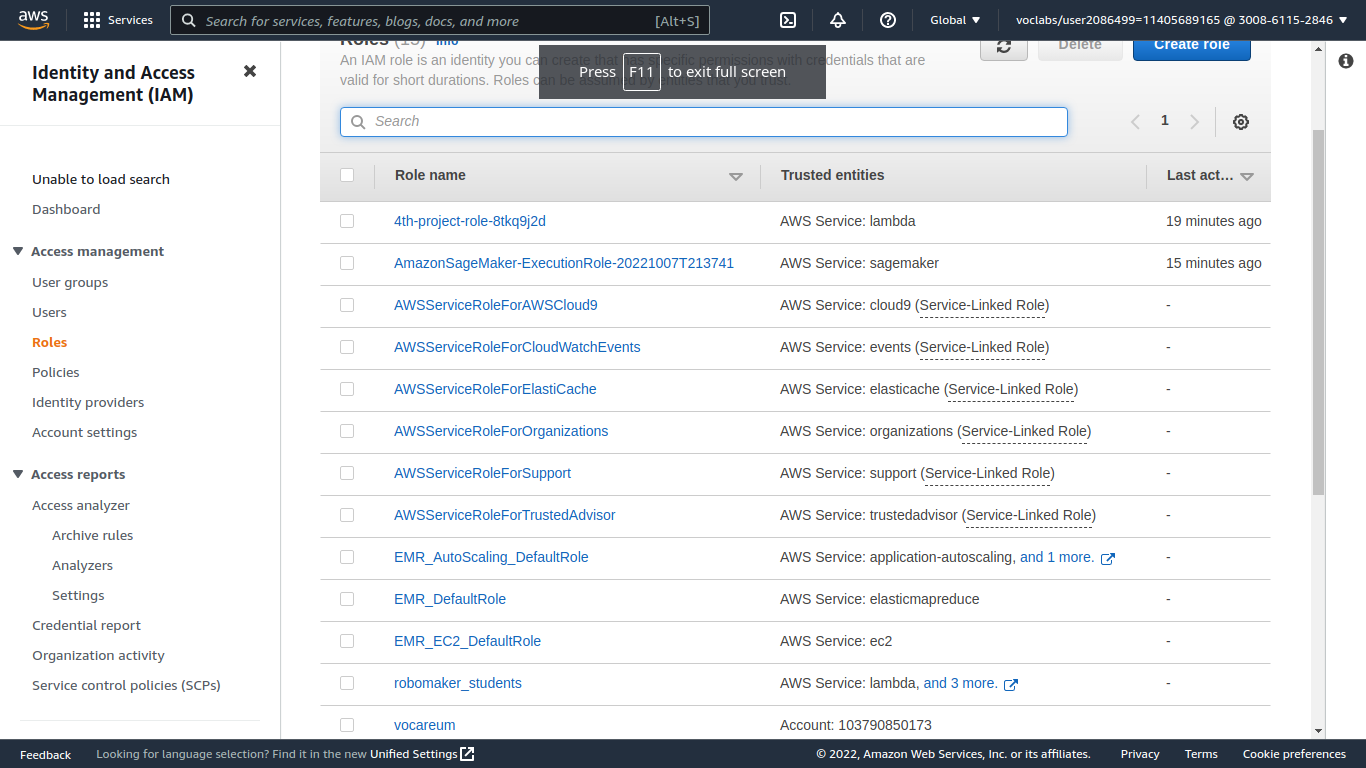 aws
Services
Search for services, features, blogs, docs, and more
[Alt+S]
Global
voclabs/user2086499=11405689165 @ 3008-6115-2846
Identity and Access
Management (IAM)
Unable to load search
Dashboard
Access management
User groups
Users
Roles
Policies
Identity providers
Account settings
Access reports
Access analyzer
Archive rules
Analyzers
Settings
Credential report
Organization activity
Service control policies (SCPs)
Roles (13) Info
Delete
Create role
An IAM role is an identity you can create that has specific permissions with credentials that are
valid for short durations. Roles can be assumed by entities that you trust.
Press F11 to exit full screen
Search
1
Role name Trusted entities Last act...
4th-project-role-8tkq9j2d AWS Service: lambda 19 minutes ago
AmazonSageMaker-ExecutionRole-20221007T213741 AWS Service: sagemaker 15 minutes ago
AWSServiceRoleForAWSCloud9 AWS Service: cloud9 (Service-Linked Role) -
AWSServiceRoleForCloudWatchEvents AWS Service: events (Service-Linked Role) -
AWSServiceRoleForElastiCache AWS Service: elasticache (Service-Linked Role) -
AWSServiceRoleForOrganizations AWS Service: organizations (Service-Linked Role) -
AWSServiceRoleForSupport AWS Service: support (Service-Linked Role) -
AWSServiceRoleForTrustedAdvisor AWS Service: trustedadvisor (Service-Linked Role) -
EMR_AutoScaling_DefaultRole AWS Service: application-autoscaling, and 1 more. -
EMR_DefaultRole AWS Service: elasticmapreduce -
EMR_EC2_DefaultRole AWS Service: ec2 -
robomaker_students AWS Service: lambda, and 3 more. -
vocareum Account: 103790850173
Feedback
Looking for language selection? Find it in the new Unified Settings
© 2022, Amazon Web Services, Inc. or its affiliates.
Privacy
Terms
Cookie preferences